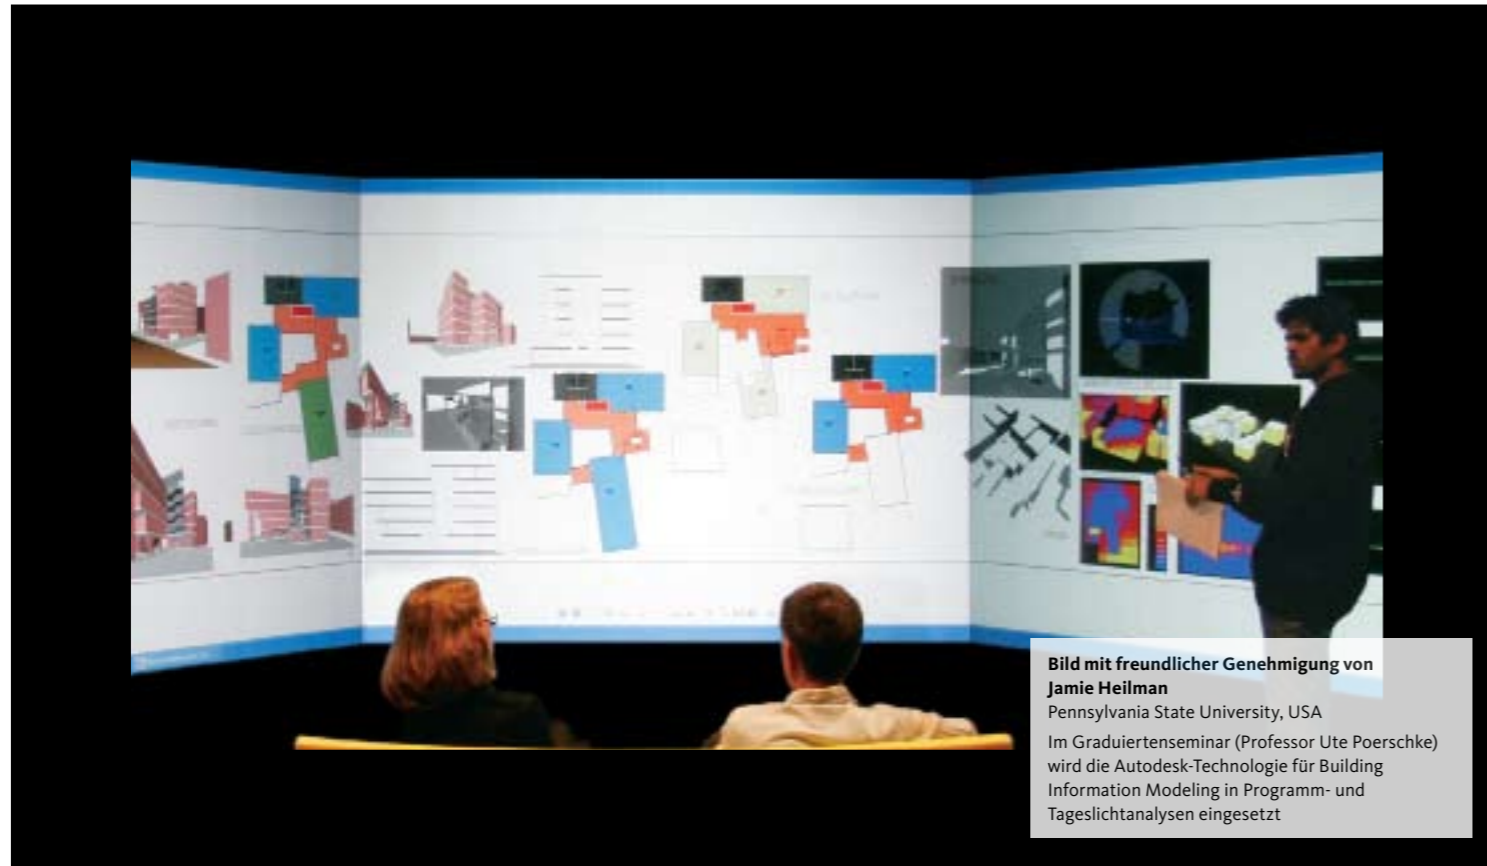 Bild mit freundlicher Genehmigung von
Jamie Heilman
Pennsylvania State University, USA
Im Graduiertenseminar (Professor Ute Poerschke)
wird die Autodesk-Technologie für Building
Information Modeling in Programm- und
Tageslichtanalysen eingesetzt